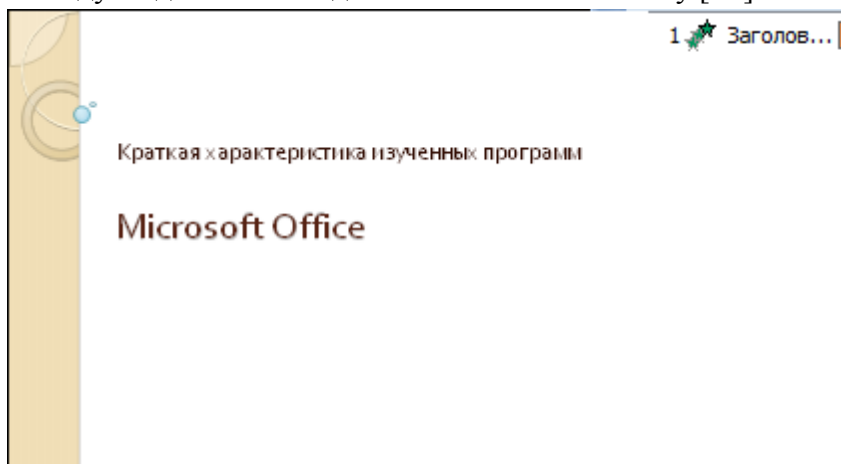 1 Заголов...
Краткая характеристика изученных программ
Microsoft Office